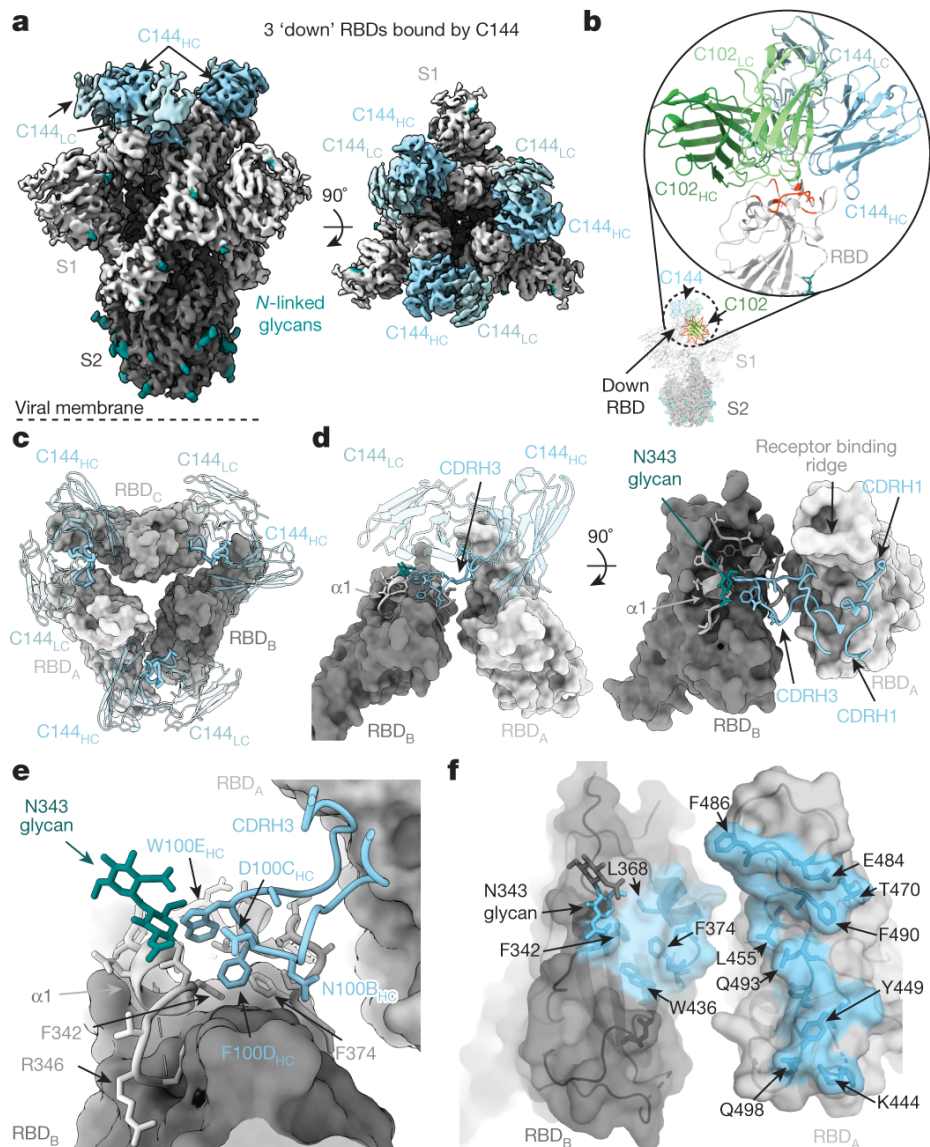 a
3 ‘down’ RBDs bound by C144
C144HC
C144LC
S1
N-linked
glycans
S2
Viral membrane
90°
S1
C144HC
C144LC
C144LC
C144HC
C144HC
C144LC
b
C102LC
C144LC
C102HC
C144HC
RBD
C144
C102
S1
Down
RBD
S2
c
C144HC
C144LC
RBDC
C144HC
C144LC
RBDB
RBDA
C144HC
C144LC
d
C144LC
CDRH3
C144HC
α1
RBDB
RBDA
90°
N343
glycan
Receptor binding
ridge
CDRH1
α1
RBDA
CDRH3
CDRH1
RBDB
e
RBDA
N343
glycan
CDRH3
W100EHC
D100CHC
N100BHC
α1
F342
F100DHC
F374
R346
RBDB
f
F486
L368
E484
N343
glycan
T470
F374
F342
F490
L455
Q493
Y449
W436
Q498
K444
RBDB
RBDA